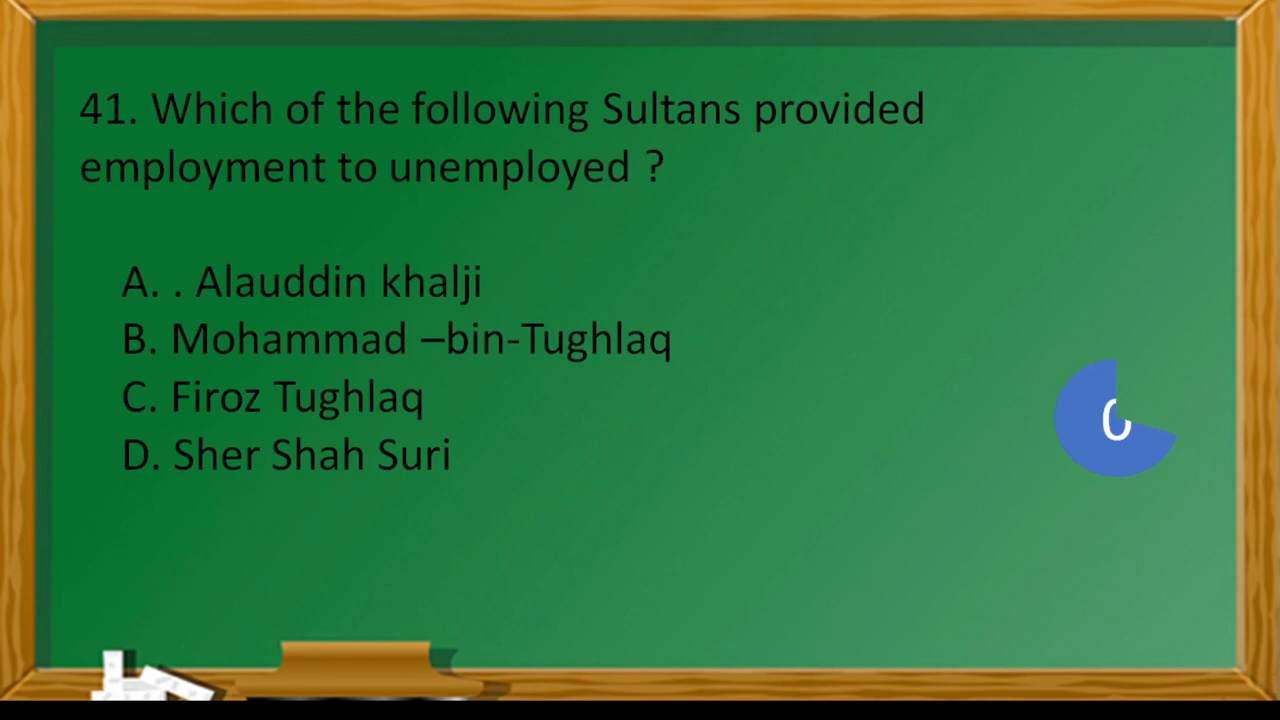 41. Which of the following Sultans provided
employment to unemployed ?
A. . Alauddin khalji
B. Mohammad –bin-Tughlaq
C. Firoz Tughlaq
D. Sher Shah Suri
0